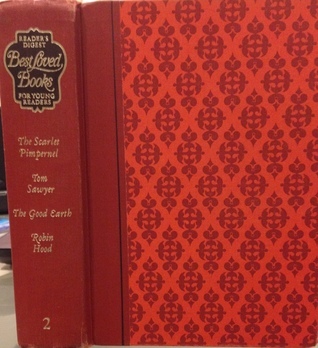 READER'S
DIGEST
Best Loved
Books
FOR YOUNG
READERS
The Scarlet
Pimpernel
Tom
Sawyer
The Good Earth
Robin
Hood
2